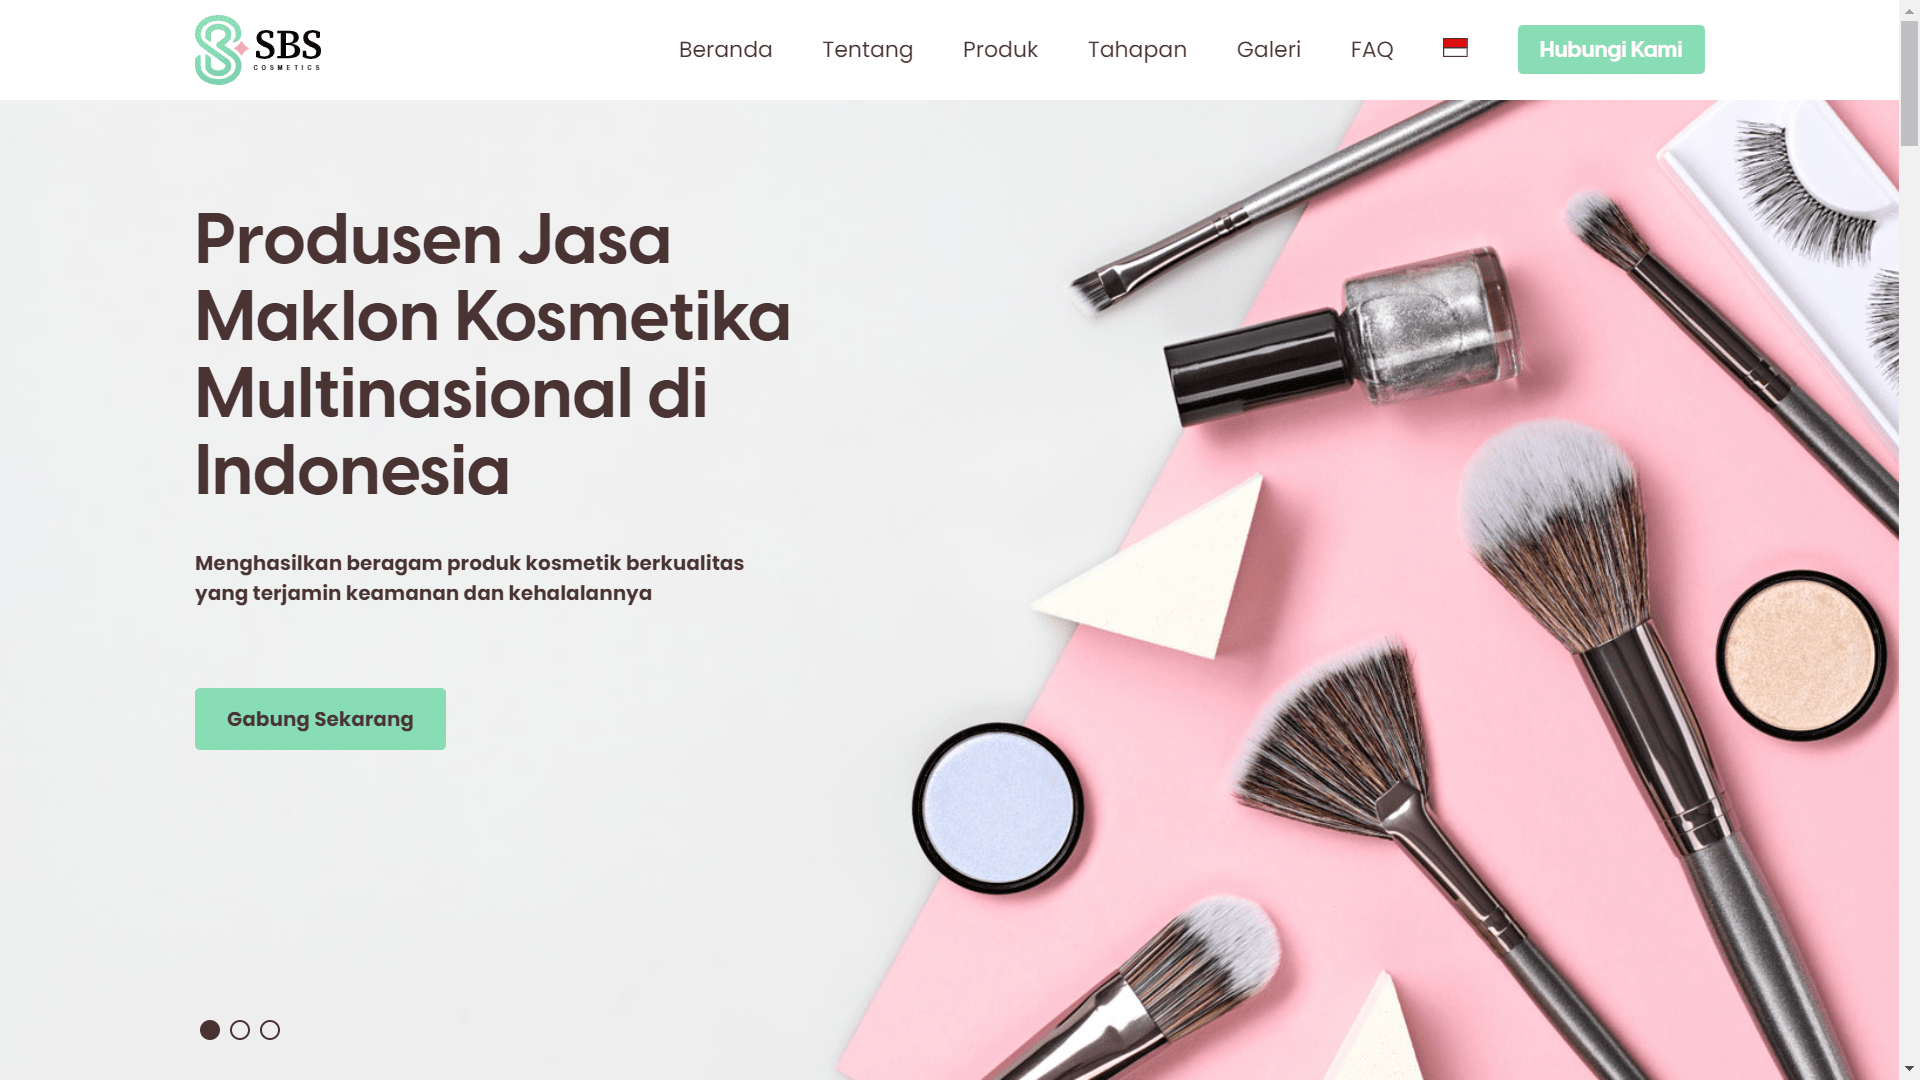 SBS
COSMETICS
Beranda
Tentang
Produk
Tahapan
Galeri
FAQ
Hubungi Kami
Produsen Jasa
Maklon Kosmetika
Multinasional di
Indonesia
Menghasilkan beragam produk kosmetik berkualitas
yang terjamin keamanan dan kehalalannya
Gabung Sekarang